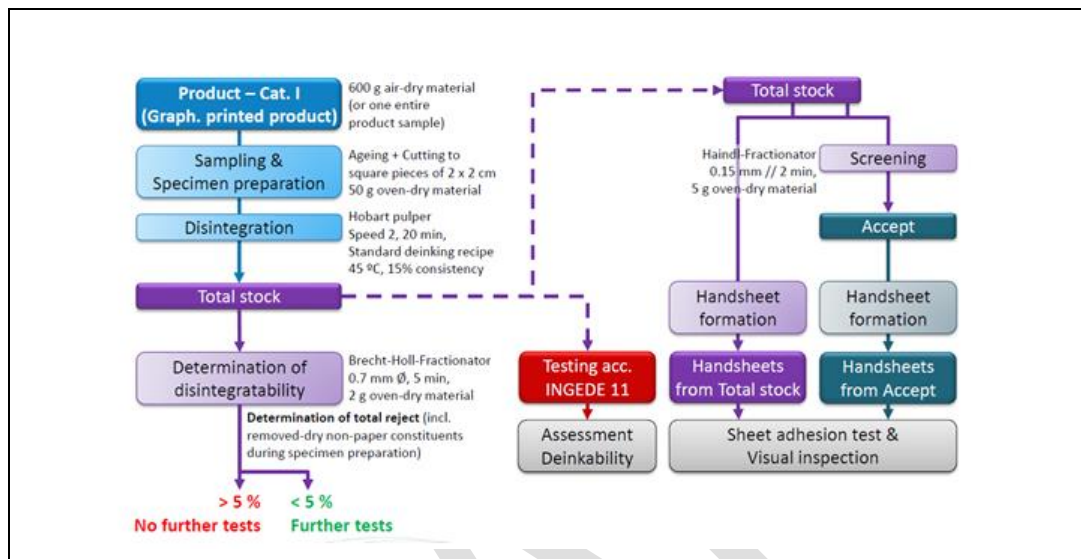 Product – Cat. I
(Graph. printed product)
600 g air-dry material
(or one entire
product sample)
Sampling &
Specimen preparation
Ageing + Cutting to
square pieces of 2 x 2 cm
50 g oven-dry material
Disintegration
Hobart pulper
Speed 2, 20 min,
Standard deinking recipe
45 ºC, 15% consistency
Total stock
Determination of
disintegratability
Brecht-Holl-Fractionator
0.7 mm Ø, 5 min,
2 g oven-dry material
Determination of total reject (incl.
removed-dry non-paper constituents
during specimen preparation)
> 5 %
No further tests
< 5 %
Further tests
Testing acc.
INGEDE 11
Assessment
Deinkability
Total stock
Haindl-Fractionator
0.15 mm // 2 min,
5 g oven-dry material
Screening
Accept
Handsheet
formation
Handsheet
formation
Handsheets
from Total stock
Handsheets
from Accept
Sheet adhesion test &
Visual inspection